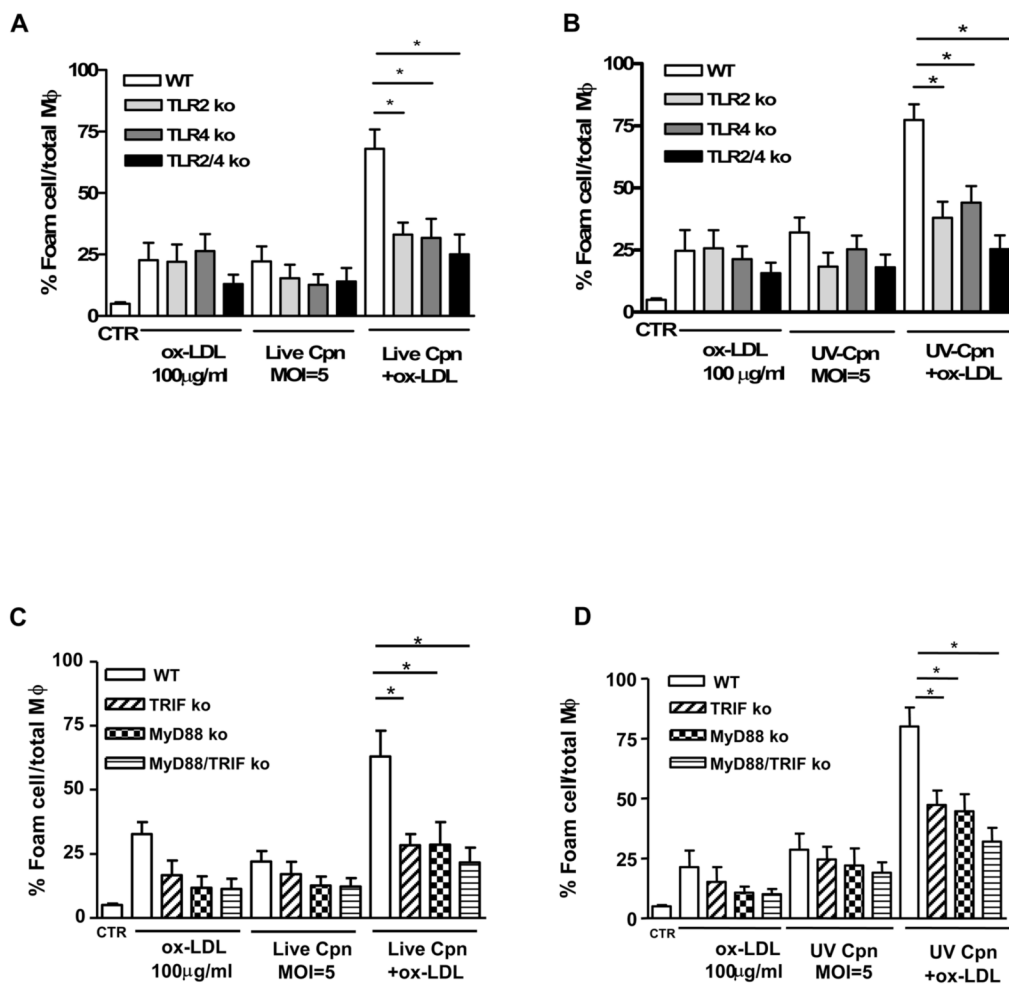 A
% Foam cell/total Mϕ
100
75
50
25
0
WT
TLR2 ko
TLR4 ko
TLR2/4 ko
*
*
*
CTR
ox-LDL
100μg/ml
Live Cpn
MOI=5
Live Cpn
+ox-LDL
B
% Foam cell/total Mϕ
100
75
50
25
0
WT
TLR2 ko
TLR4 ko
TLR2/4 ko
*
*
*
CTR
ox-LDL
100 μg/ml
UV-Cpn
MOI=5
UV-Cpn
+ox-LDL
C
% Foam cell/total Mϕ
100
75
50
25
0
WT
TRIF ko
MyD88 ko
MyD88/TRIF ko
*
*
*
CTR
ox-LDL
100μg/ml
Live Cpn
MOI=5
Live Cpn
+ox-LDL
D
% Foam cell/total Mϕ
100
75
50
25
0
WT
TRIF ko
MyD88 ko
MyD88/TRIF ko
*
*
*
CTR
ox-LDL
100μg/ml
UV Cpn
MOI=5
UV Cpn
+ox-LDL